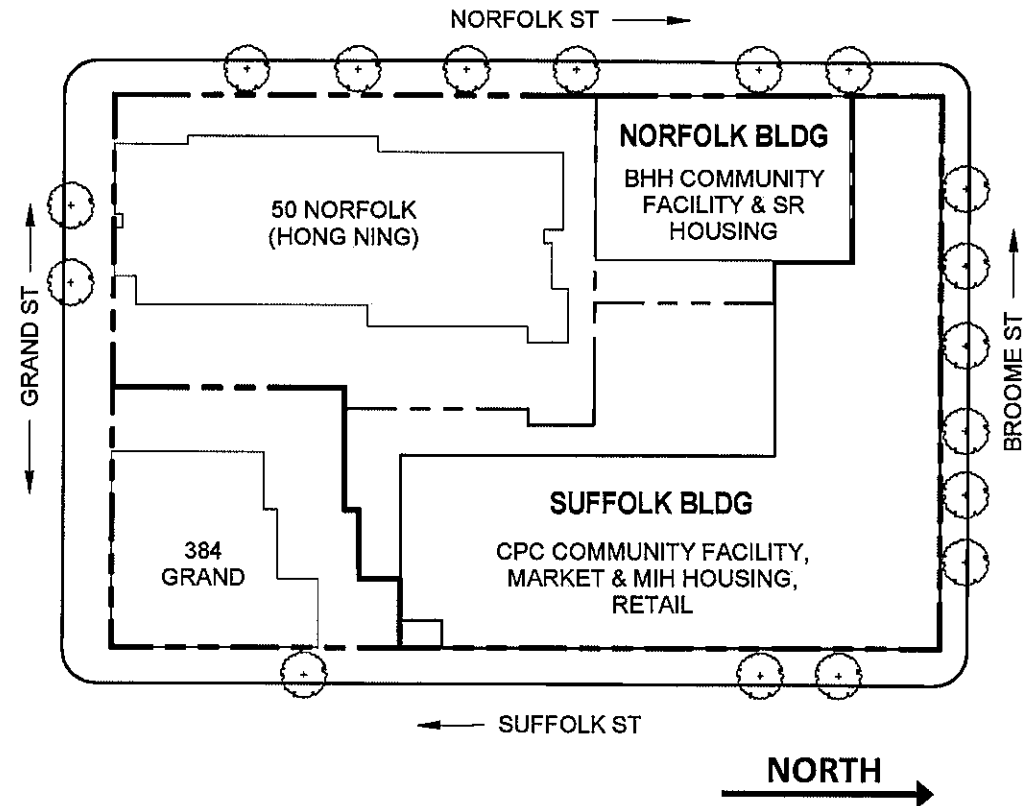 NORFOLK ST
NORFOLK BLDG
BHH COMMUNITY
FACILITY & SR
HOUSING
50 NORFOLK
(HONG NING)
GRAND ST
BROOME ST
SUFFOLK BLDG
CPC COMMUNITY FACILITY,
MARKET & MIH HOUSING,
RETAIL
384
GRAND
SUFFOLK ST
NORTH